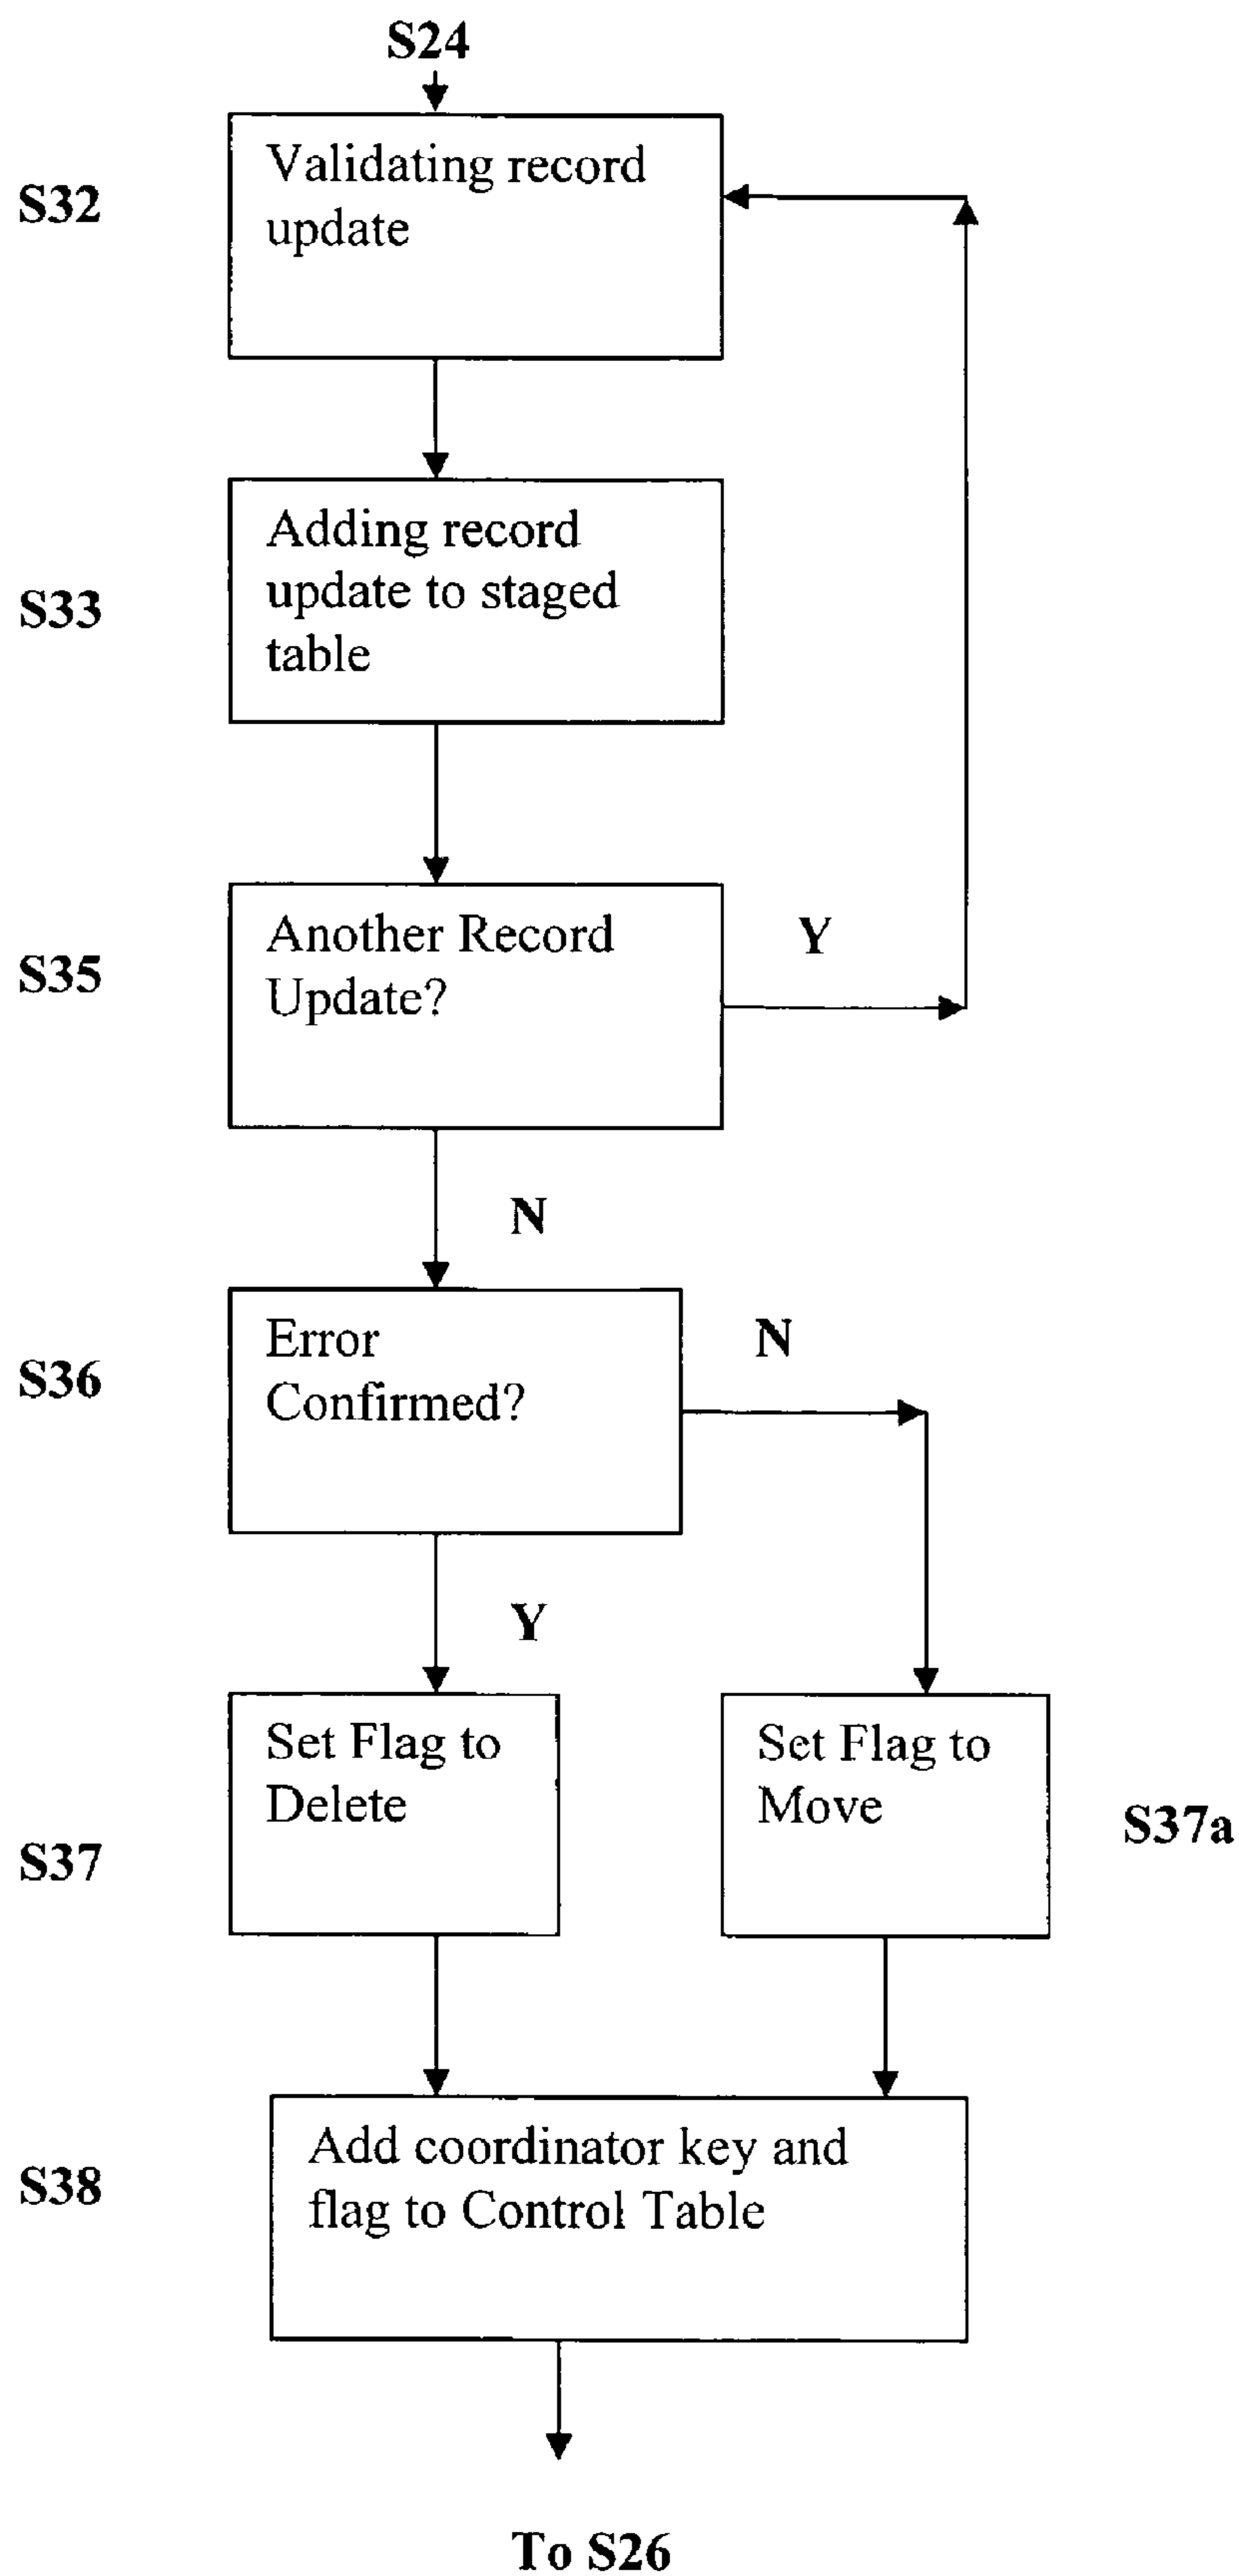 S24
S32
Validating record
update
S33
Adding record
update to staged
table
S35
Another Record
Update?
Y
N
S36
Error
Confirmed?
N
Y
S37
Set Flag to
Delete
Set Flag to
Move
S37a
S38
Add coordinator key and
flag to Control Table
To S26